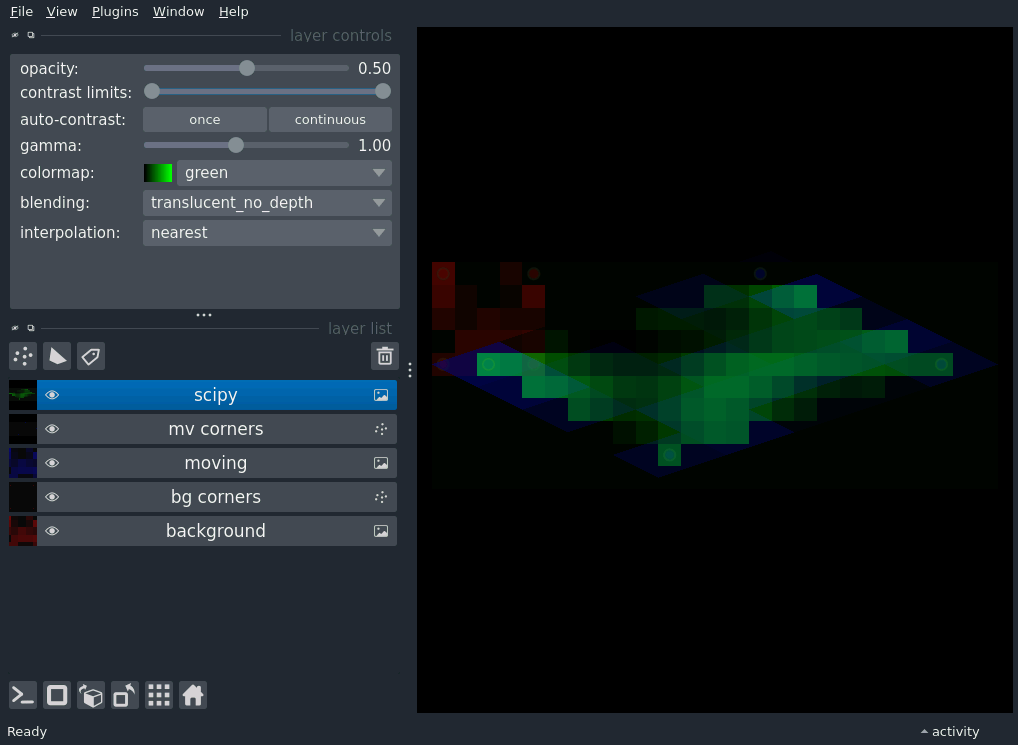 File View Plugins Window Help
layer controls
opacity: 0.50
contrast limits:
auto-contrast: once continuous
gamma: 1.00
colormap: green
blending: translucent_no_depth
interpolation: nearest
layer list
scipy
mv corners
moving
bg corners
background
Ready activity